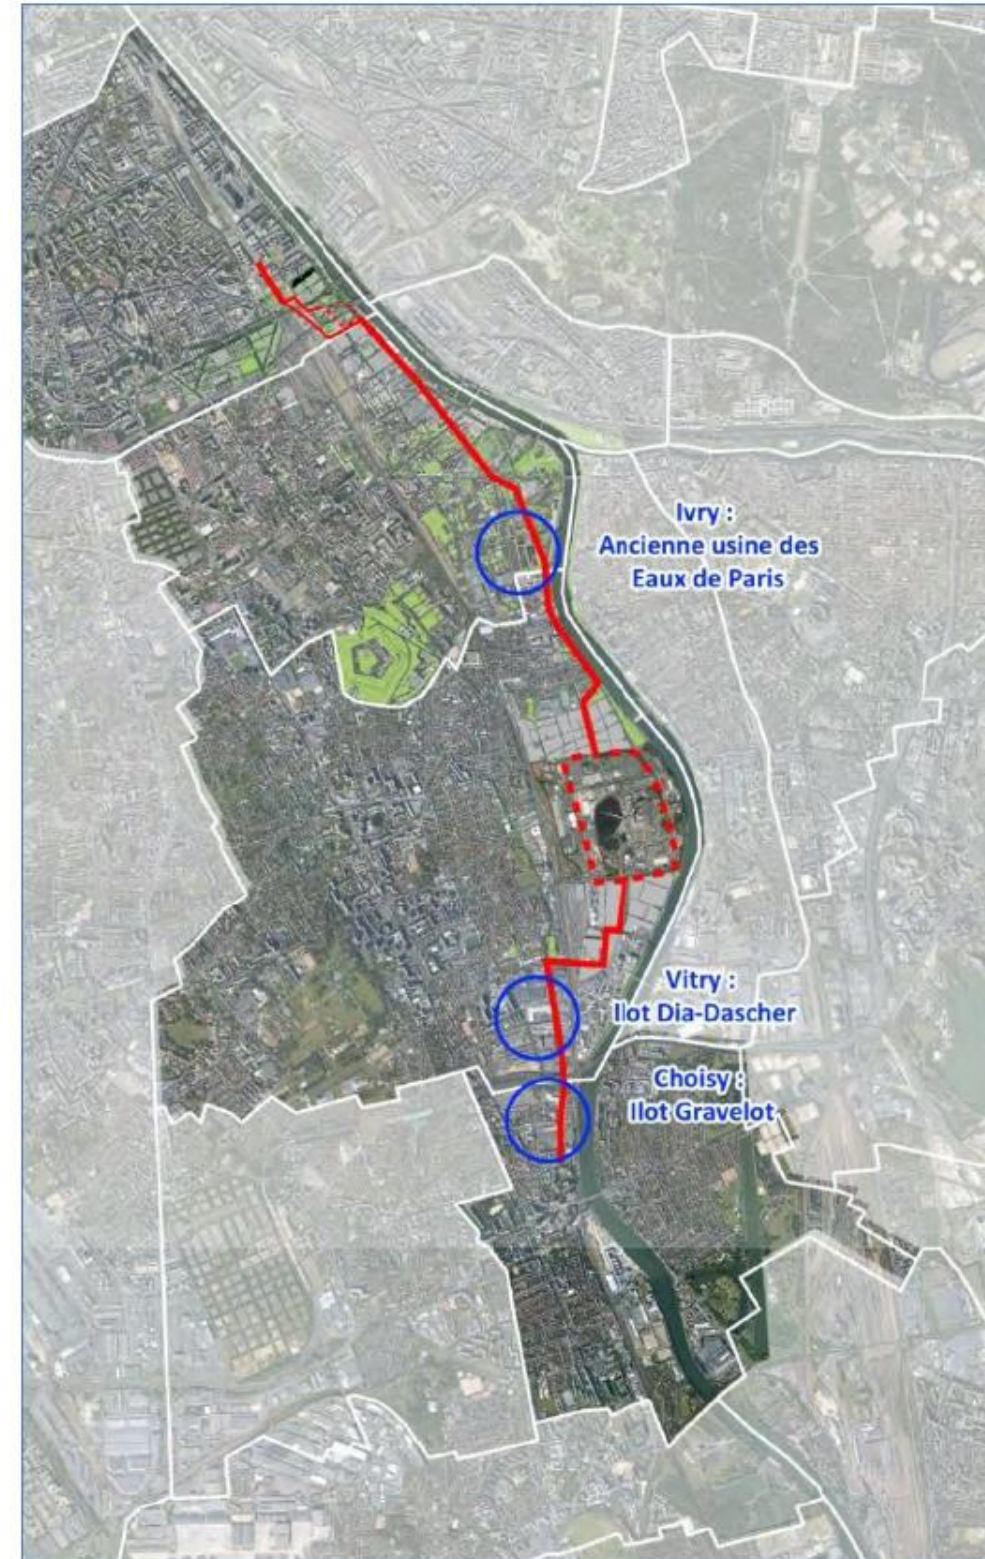 Ivry :
Ancienne usine des
Eaux de Paris
Vitry :
Ilot Dia-Dascher
Choisy :
Ilot Gravelot